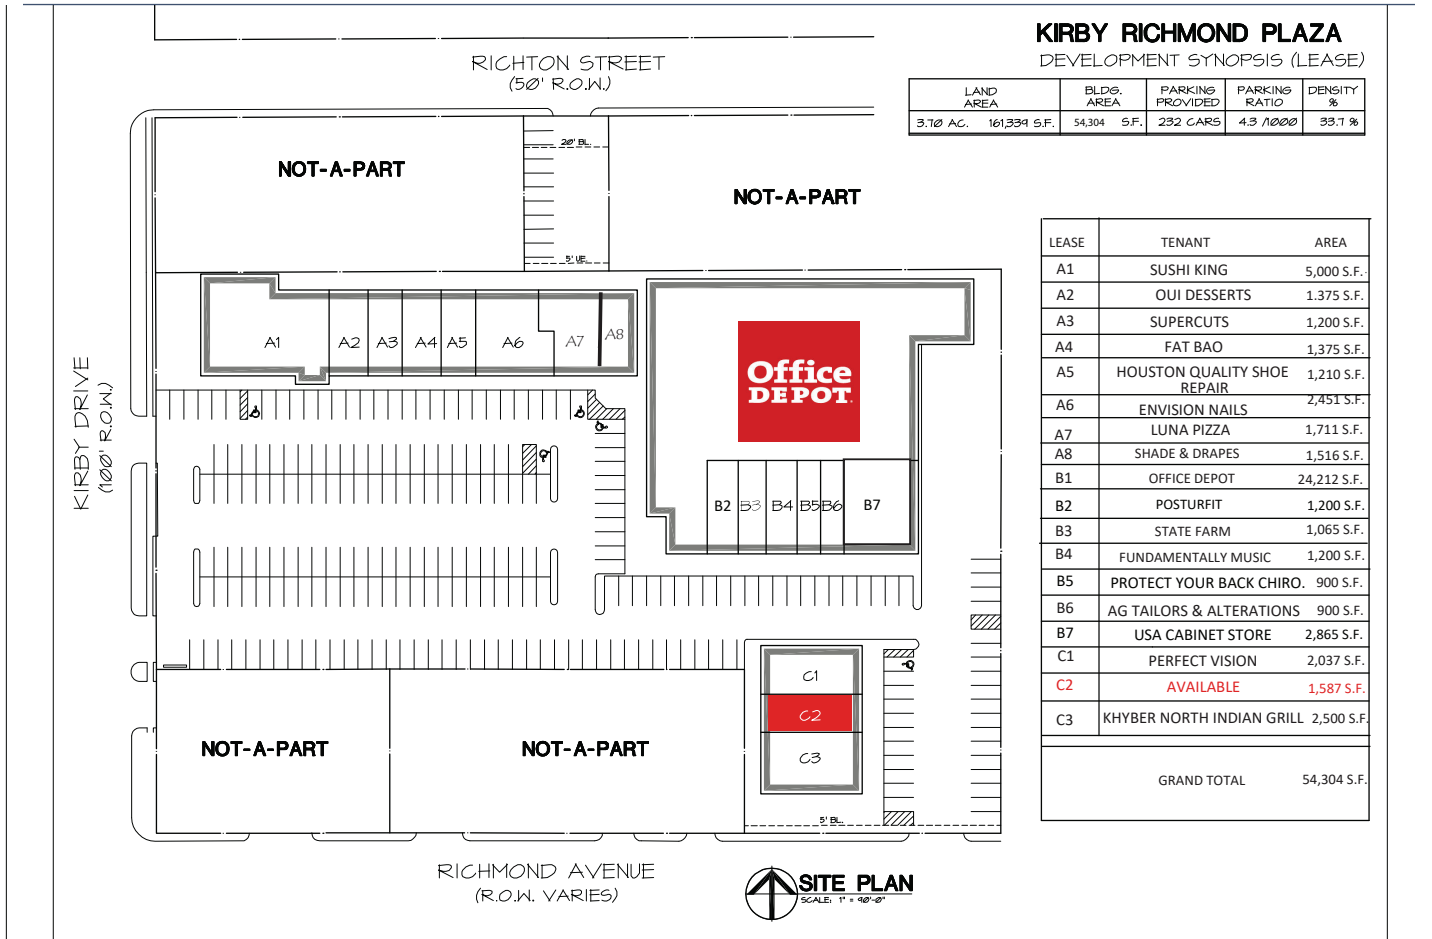 KIRBY RICHMOND PLAZA
DEVELOPMENT SYNOPSIS (LEASE)
LAND AREA BLDG. AREA PARKING PROVIDED PARKING RATIO DENSITY %
3.70 AC. 161,339 S.F. 54,304 S.F. 232 CARS 4.3 /1000 33.7 %
RICHTON STREET
(50' R.O.W.)
NOT-A-PART
20' BL.
5' UE.
NOT-A-PART
KIRBY DRIVE
(100' R.O.W.)
A1 A2 A3 A4 A5 A6 A7 A8
Office
DEPOT
B2 B3 B4 B5 B6 B7
C1
C2
C3
NOT-A-PART
NOT-A-PART
5' BL.
RICHMOND AVENUE
(R.O.W. VARIES)
SITE PLAN
SCALE: 1" = 90'-0"
LEASE TENANT AREA
A1 SUSHI KING 5,000 S.F.
A2 OUI DESSERTS 1.375 S.F.
A3 SUPERCUTS 1,200 S.F.
A4 FAT BAO 1,375 S.F.
A5 HOUSTON QUALITY SHOE REPAIR 1,210 S.F.
A6 ENVISION NAILS 2,451 S.F.
A7 LUNA PIZZA 1,711 S.F.
A8 SHADE & DRAPES 1,516 S.F.
B1 OFFICE DEPOT 24,212 S.F.
B2 POSTURFIT 1,200 S.F.
B3 STATE FARM 1,065 S.F.
B4 FUNDAMENTALLY MUSIC 1,200 S.F.
B5 PROTECT YOUR BACK CHIRO. 900 S.F.
B6 AG TAILORS & ALTERATIONS 900 S.F.
B7 USA CABINET STORE 2,865 S.F.
C1 PERFECT VISION 2,037 S.F.
C2 AVAILABLE 1,587 S.F.
C3 KHYBER NORTH INDIAN GRILL 2,500 S.F.
GRAND TOTAL 54,304 S.F.